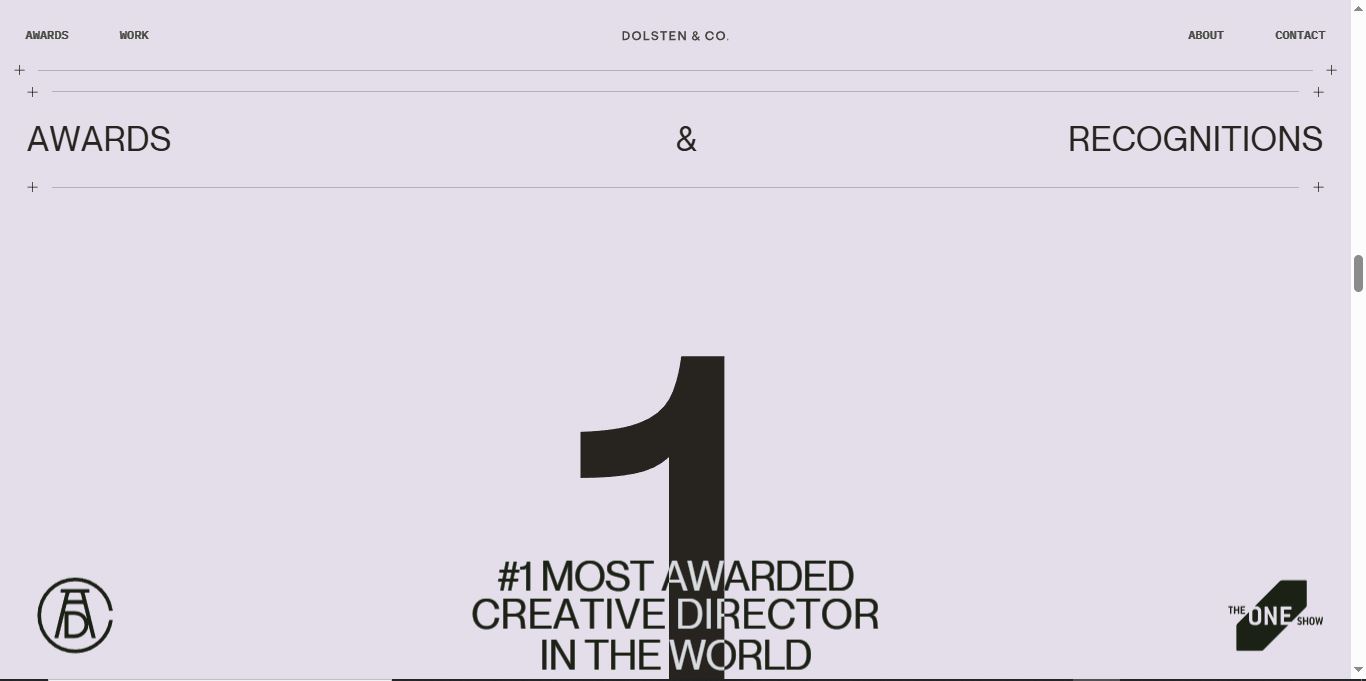 AWARDS WORK DOLSTEN & CO. ABOUT CONTACT
AWARDS & RECOGNITIONS
1
#1 MOST AWARDED
CREATIVE DIRECTOR
IN THE WORLD
ADC
THE ONE SHOW